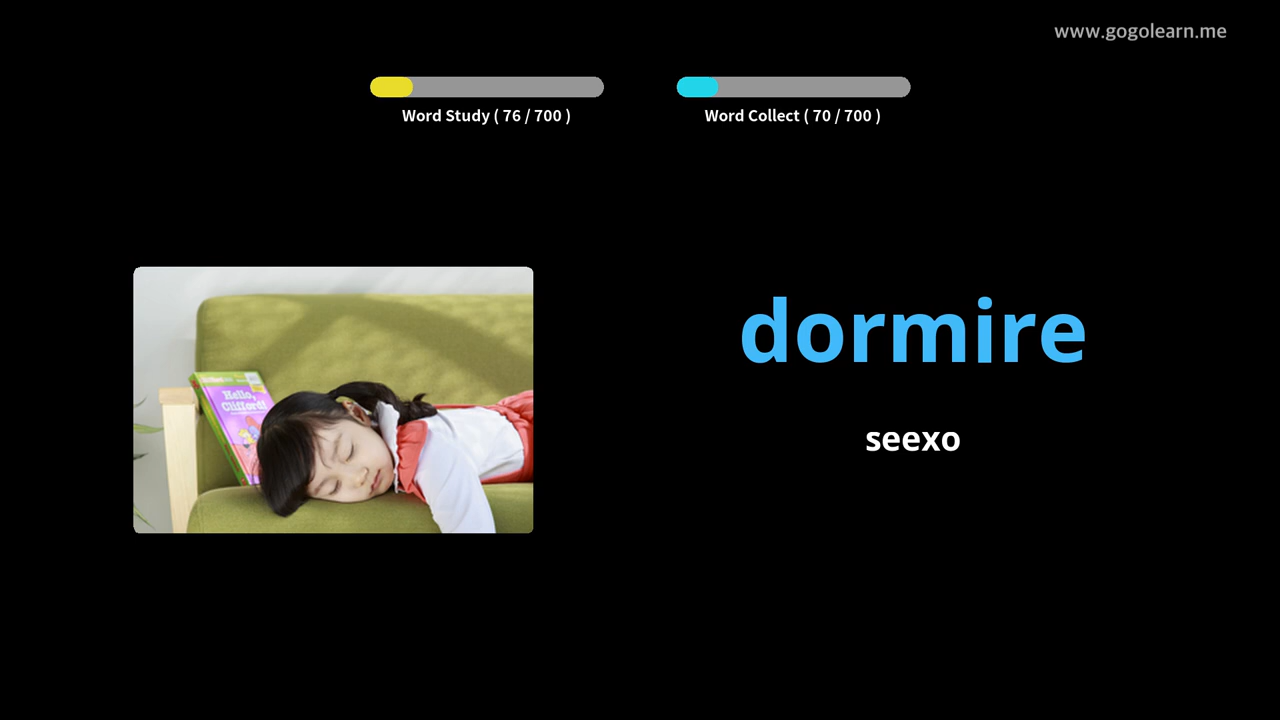 www.gogolearn.me
Word Study ( 76 / 700 )
Word Collect ( 70 / 700 )
dormire
seexo
Hello,
Clifford!